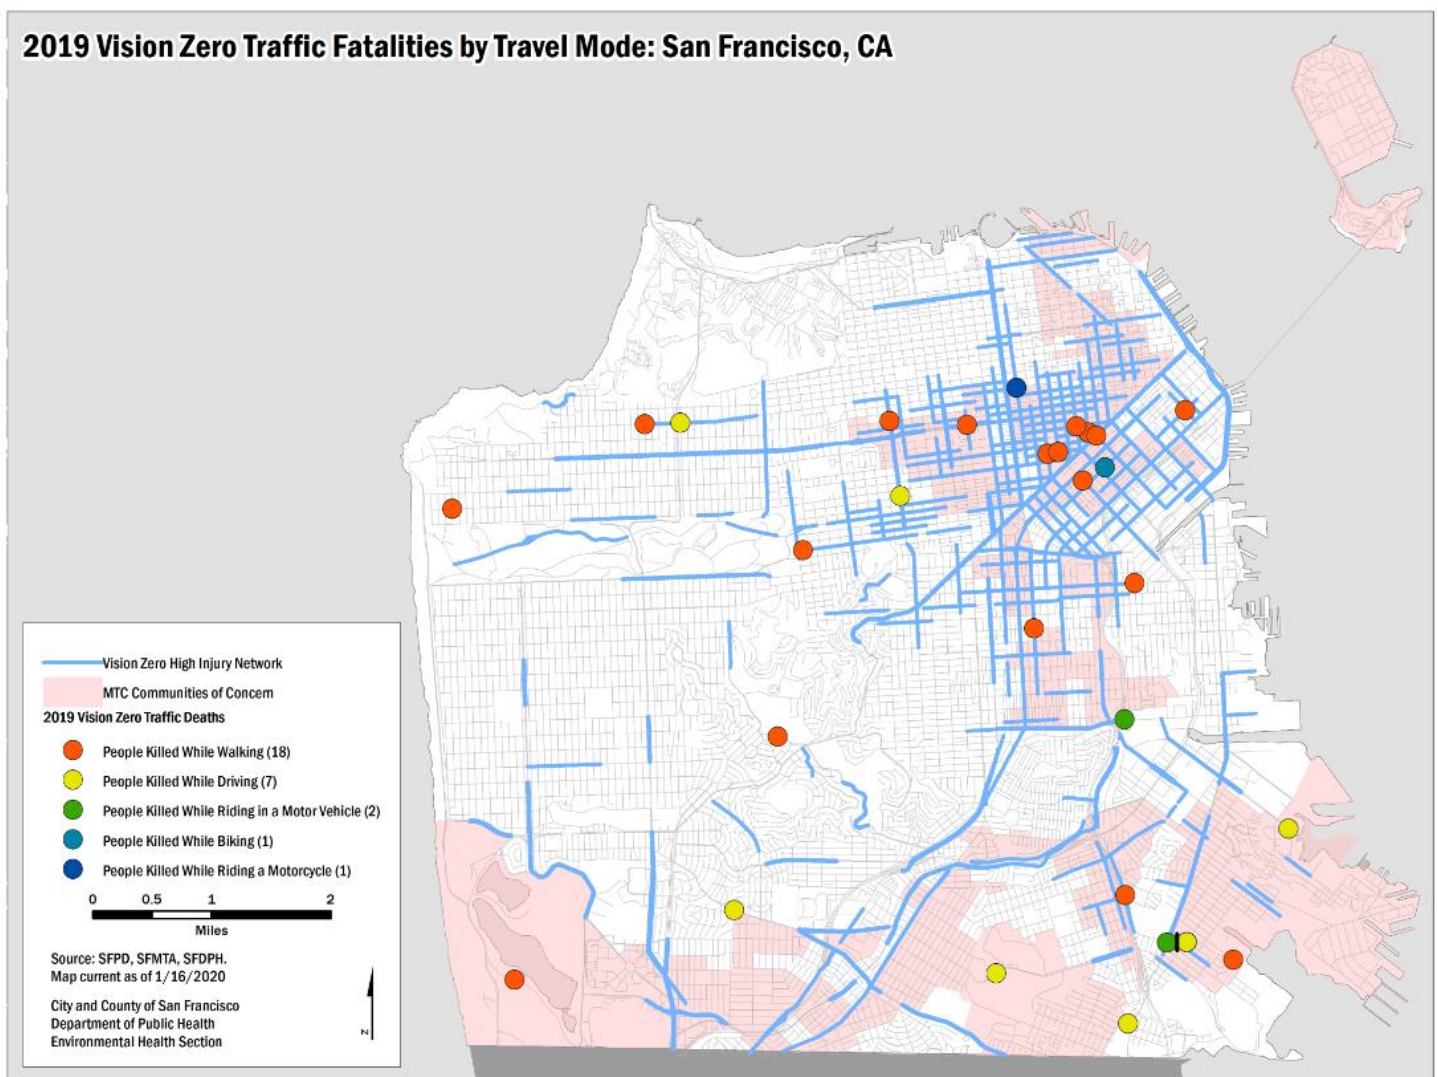 2019 Vision Zero Traffic Fatalities by Travel Mode: San Francisco, CA
Vision Zero High Injury Network
MTC Communities of Concern
2019 Vision Zero Traffic Deaths
People Killed While Walking (18)
People Killed While Driving (7)
People Killed While Riding in a Motor Vehicle (2)
People Killed While Biking (1)
People Killed While Riding a Motorcycle (1)
0 0.5 1 2
Miles
Source: SFPD, SFMTA, SFDPH.
Map current as of 1/16/2020
City and County of San Francisco
Department of Public Health
Environmental Health Section
N